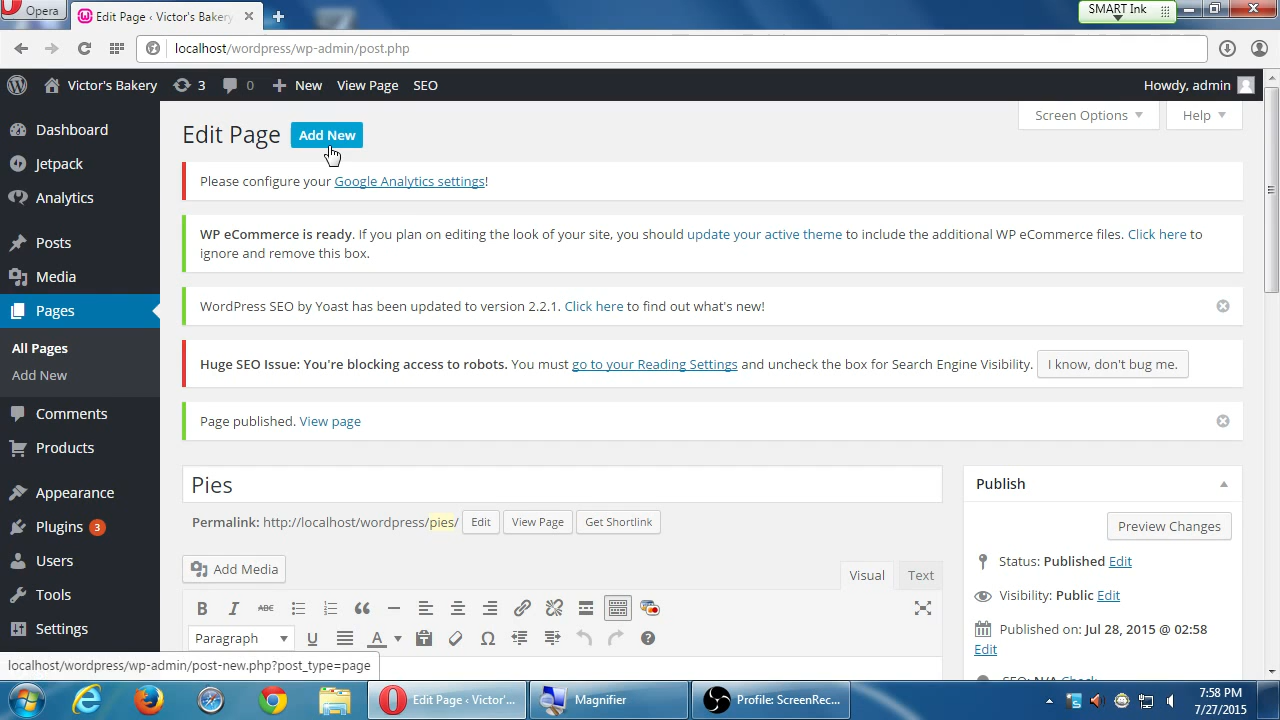 Opera
Edit Page ‹ Victor's Bakery
SMART Ink
localhost/wordpress/wp-admin/post.php
Victor's Bakery 3 0 New View Page SEO Howdy, admin
Dashboard
Jetpack
Analytics
Posts
Media
Pages
All Pages
Add New
Comments
Products
Appearance
Plugins 3
Users
Tools
Settings
Screen Options Help
Edit Page Add New
Please configure your Google Analytics settings!
WP eCommerce is ready. If you plan on editing the look of your site, you should update your active theme to include the additional WP eCommerce files. Click here to
ignore and remove this box.
WordPress SEO by Yoast has been updated to version 2.2.1. Click here to find out what's new!
Huge SEO Issue: You're blocking access to robots. You must go to your Reading Settings and uncheck the box for Search Engine Visibility. I know, don't bug me.
Page published. View page
Pies
Permalink: http://localhost/wordpress/pies/ Edit View Page Get Shortlink
Add Media
Visual Text
B I ABC
Paragraph U A
Publish
Preview Changes
Status: Published Edit
Visibility: Public Edit
Published on: Jul 28, 2015 @ 02:58
Edit
SEO: N/A Check
localhost/wordpress/wp-admin/post-new.php?post_type=page
Edit Page ‹ Victor'... Magnifier Profile: ScreenRec...
7:58 PM
7/27/2015